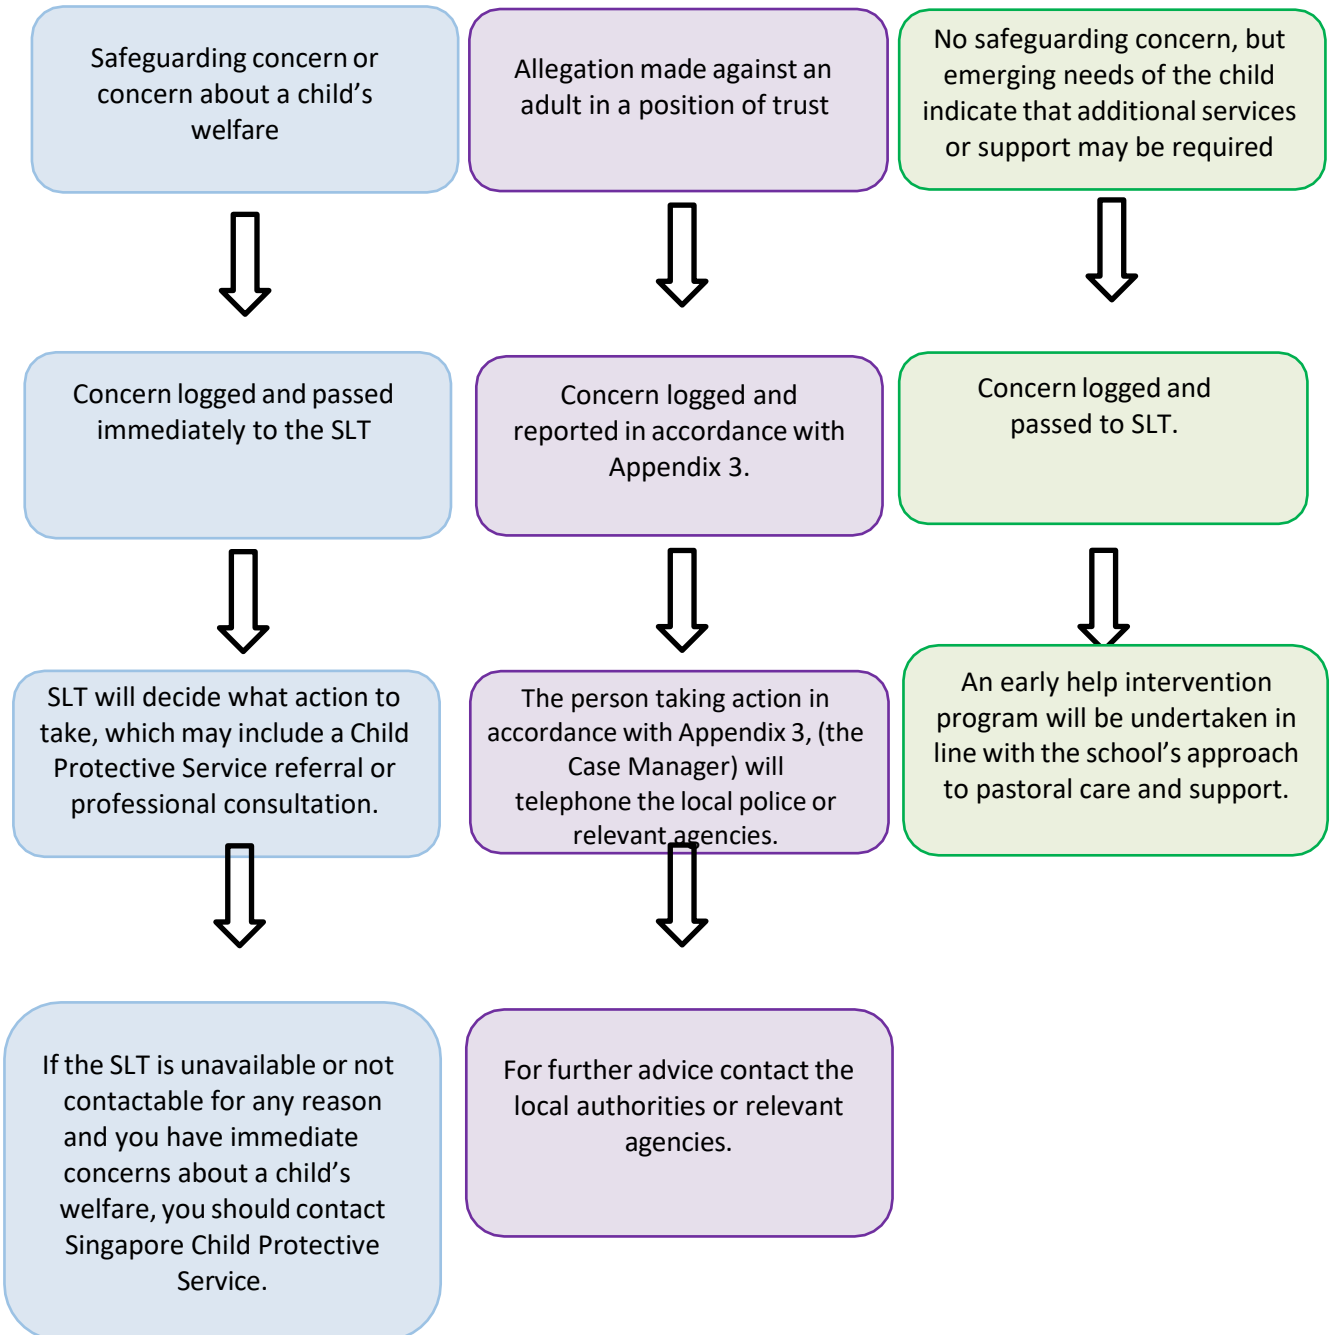 Safeguarding concern or
concern about a child’s
welfare
Allegation made against an
adult in a position of trust
No safeguarding concern, but
emerging needs of the child
indicate that additional services
or support may be required
Concern logged and passed
immediately to the SLT
Concern logged and
reported in accordance with
Appendix 3.
Concern logged and
passed to SLT.
SLT will decide what action to
take, which may include a Child
Protective Service referral or
professional consultation.
The person taking action in
accordance with Appendix 3, (the
Case Manager) will
telephone the local police or
relevant agencies.
An early help intervention
program will be undertaken in
line with the school’s approach
to pastoral care and support.
If the SLT is unavailable or not
contactable for any reason
and you have immediate
concerns about a child’s
welfare, you should contact
Singapore Child Protective
Service.
For further advice contact the
local authorities or relevant
agencies.